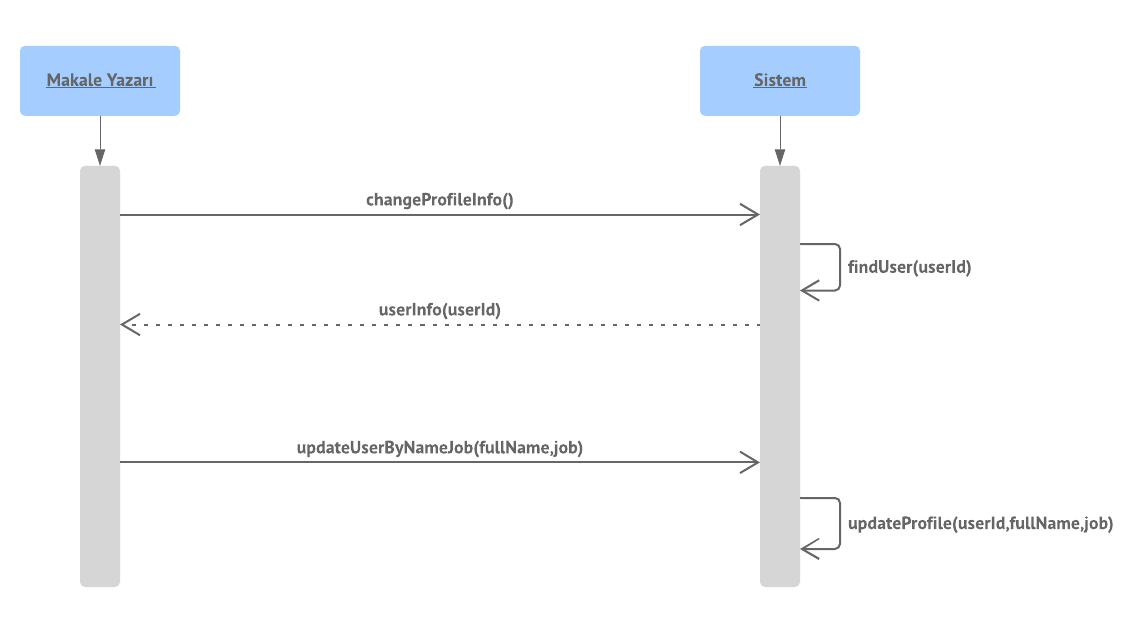 Makale Yazarı
Sistem
changeProfileInfo()
findUser(userId)
userInfo(userId)
updateUserByNameJob(fullName,job)
updateProfile(userId,fullName,job)